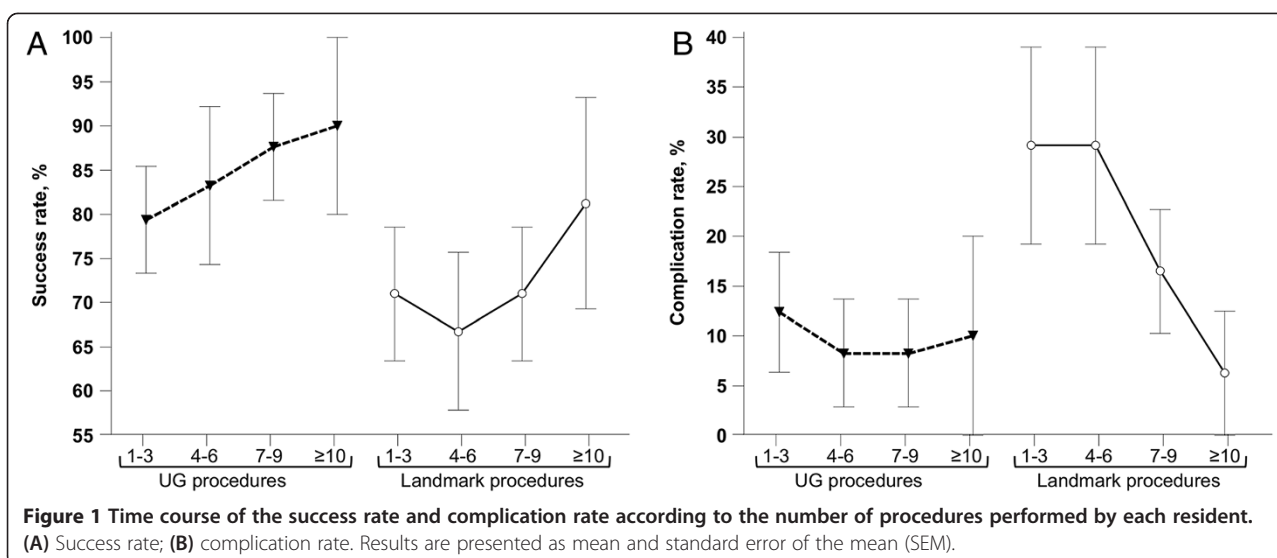 A
100
95
90
85
80
75
70
65
60
55
Success rate, %
1-3 4-6 7-9 ≥10 1-3 4-6 7-9 ≥10
UG procedures Landmark procedures
B
40
35
30
25
20
15
10
5
0
Complication rate, %
1-3 4-6 7-9 ≥10 1-3 4-6 7-9 ≥10
UG procedures Landmark procedures
Figure 1 Time course of the success rate and complication rate according to the number of procedures performed by each resident.
(A) Success rate; (B) complication rate. Results are presented as mean and standard error of the mean (SEM).